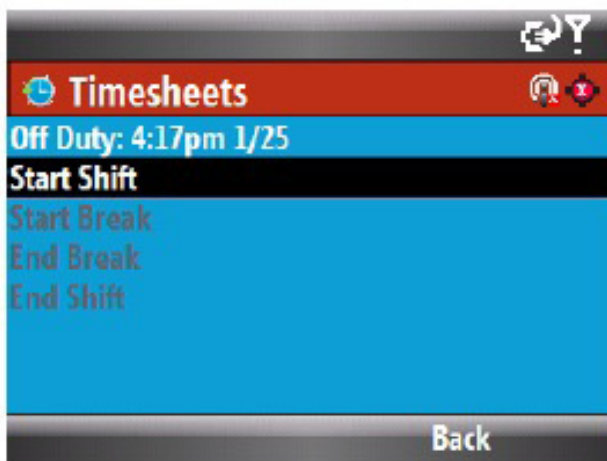 Timesheets
Off Duty: 4:17pm 1/25
Start Shift
Start Break
End Break
End Shift
Back